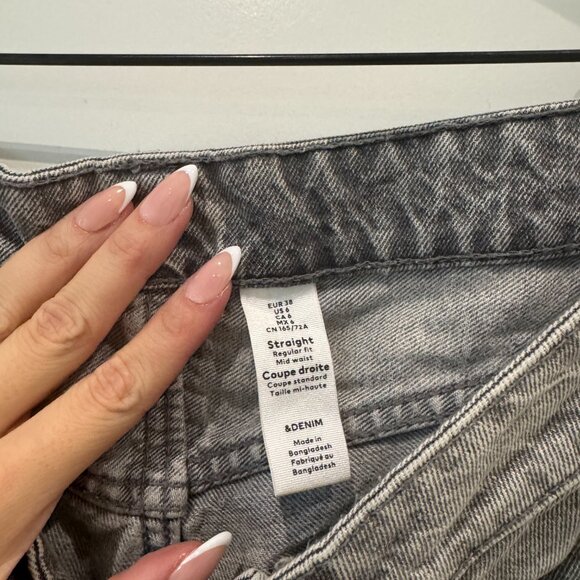 EUR 38
US 6
CA 6
MX 6
CN 165/72A
Straight
Regular fit
Mid waist
Coupe droite
Coupe standard
Taille mi-haute
&DENIM
Made in
Bangladesh
Fabriqué au
Bangladesh